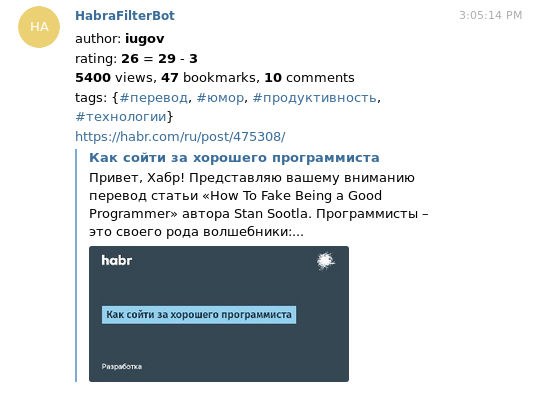 HA
HabraFilterBot
3:05:14 PM
author: iugov
rating: 26 = 29 - 3
5400 views, 47 bookmarks, 10 comments
tags: {#перевод, #юмор, #продуктивность,
#технологии}
https://habr.com/ru/post/475308/
Как сойти за хорошего программиста
Привет, Хабр! Представляю вашему вниманию
перевод статьи «How To Fake Being a Good
Programmer» автора Stan Sootla. Программисты –
это своего рода волшебники:...
habr
Как сойти за хорошего программиста
Разработка